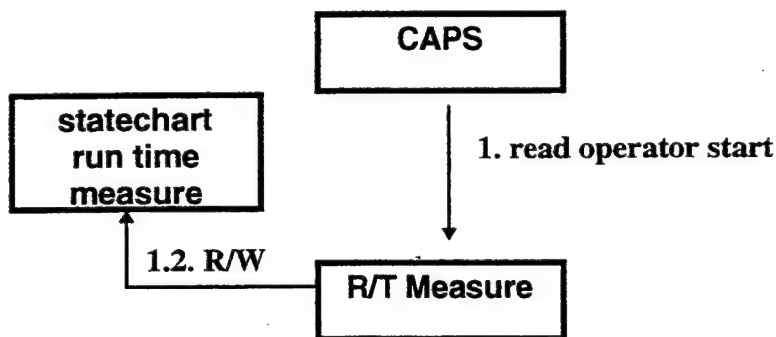 CAPS
statechart
run time
measure
1. read operator start
1.2. R/W
R/T Measure